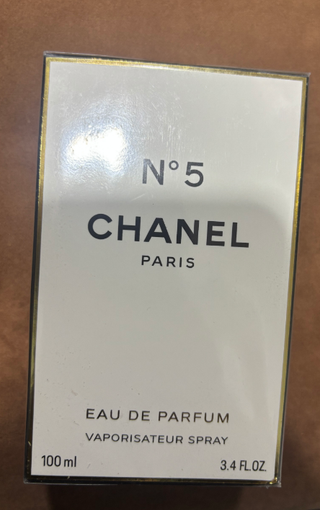 N°5
CHANEL
PARIS
EAU DE PARFUM
VAPORISATEUR SPRAY
100 ml 3.4 FL.OZ.